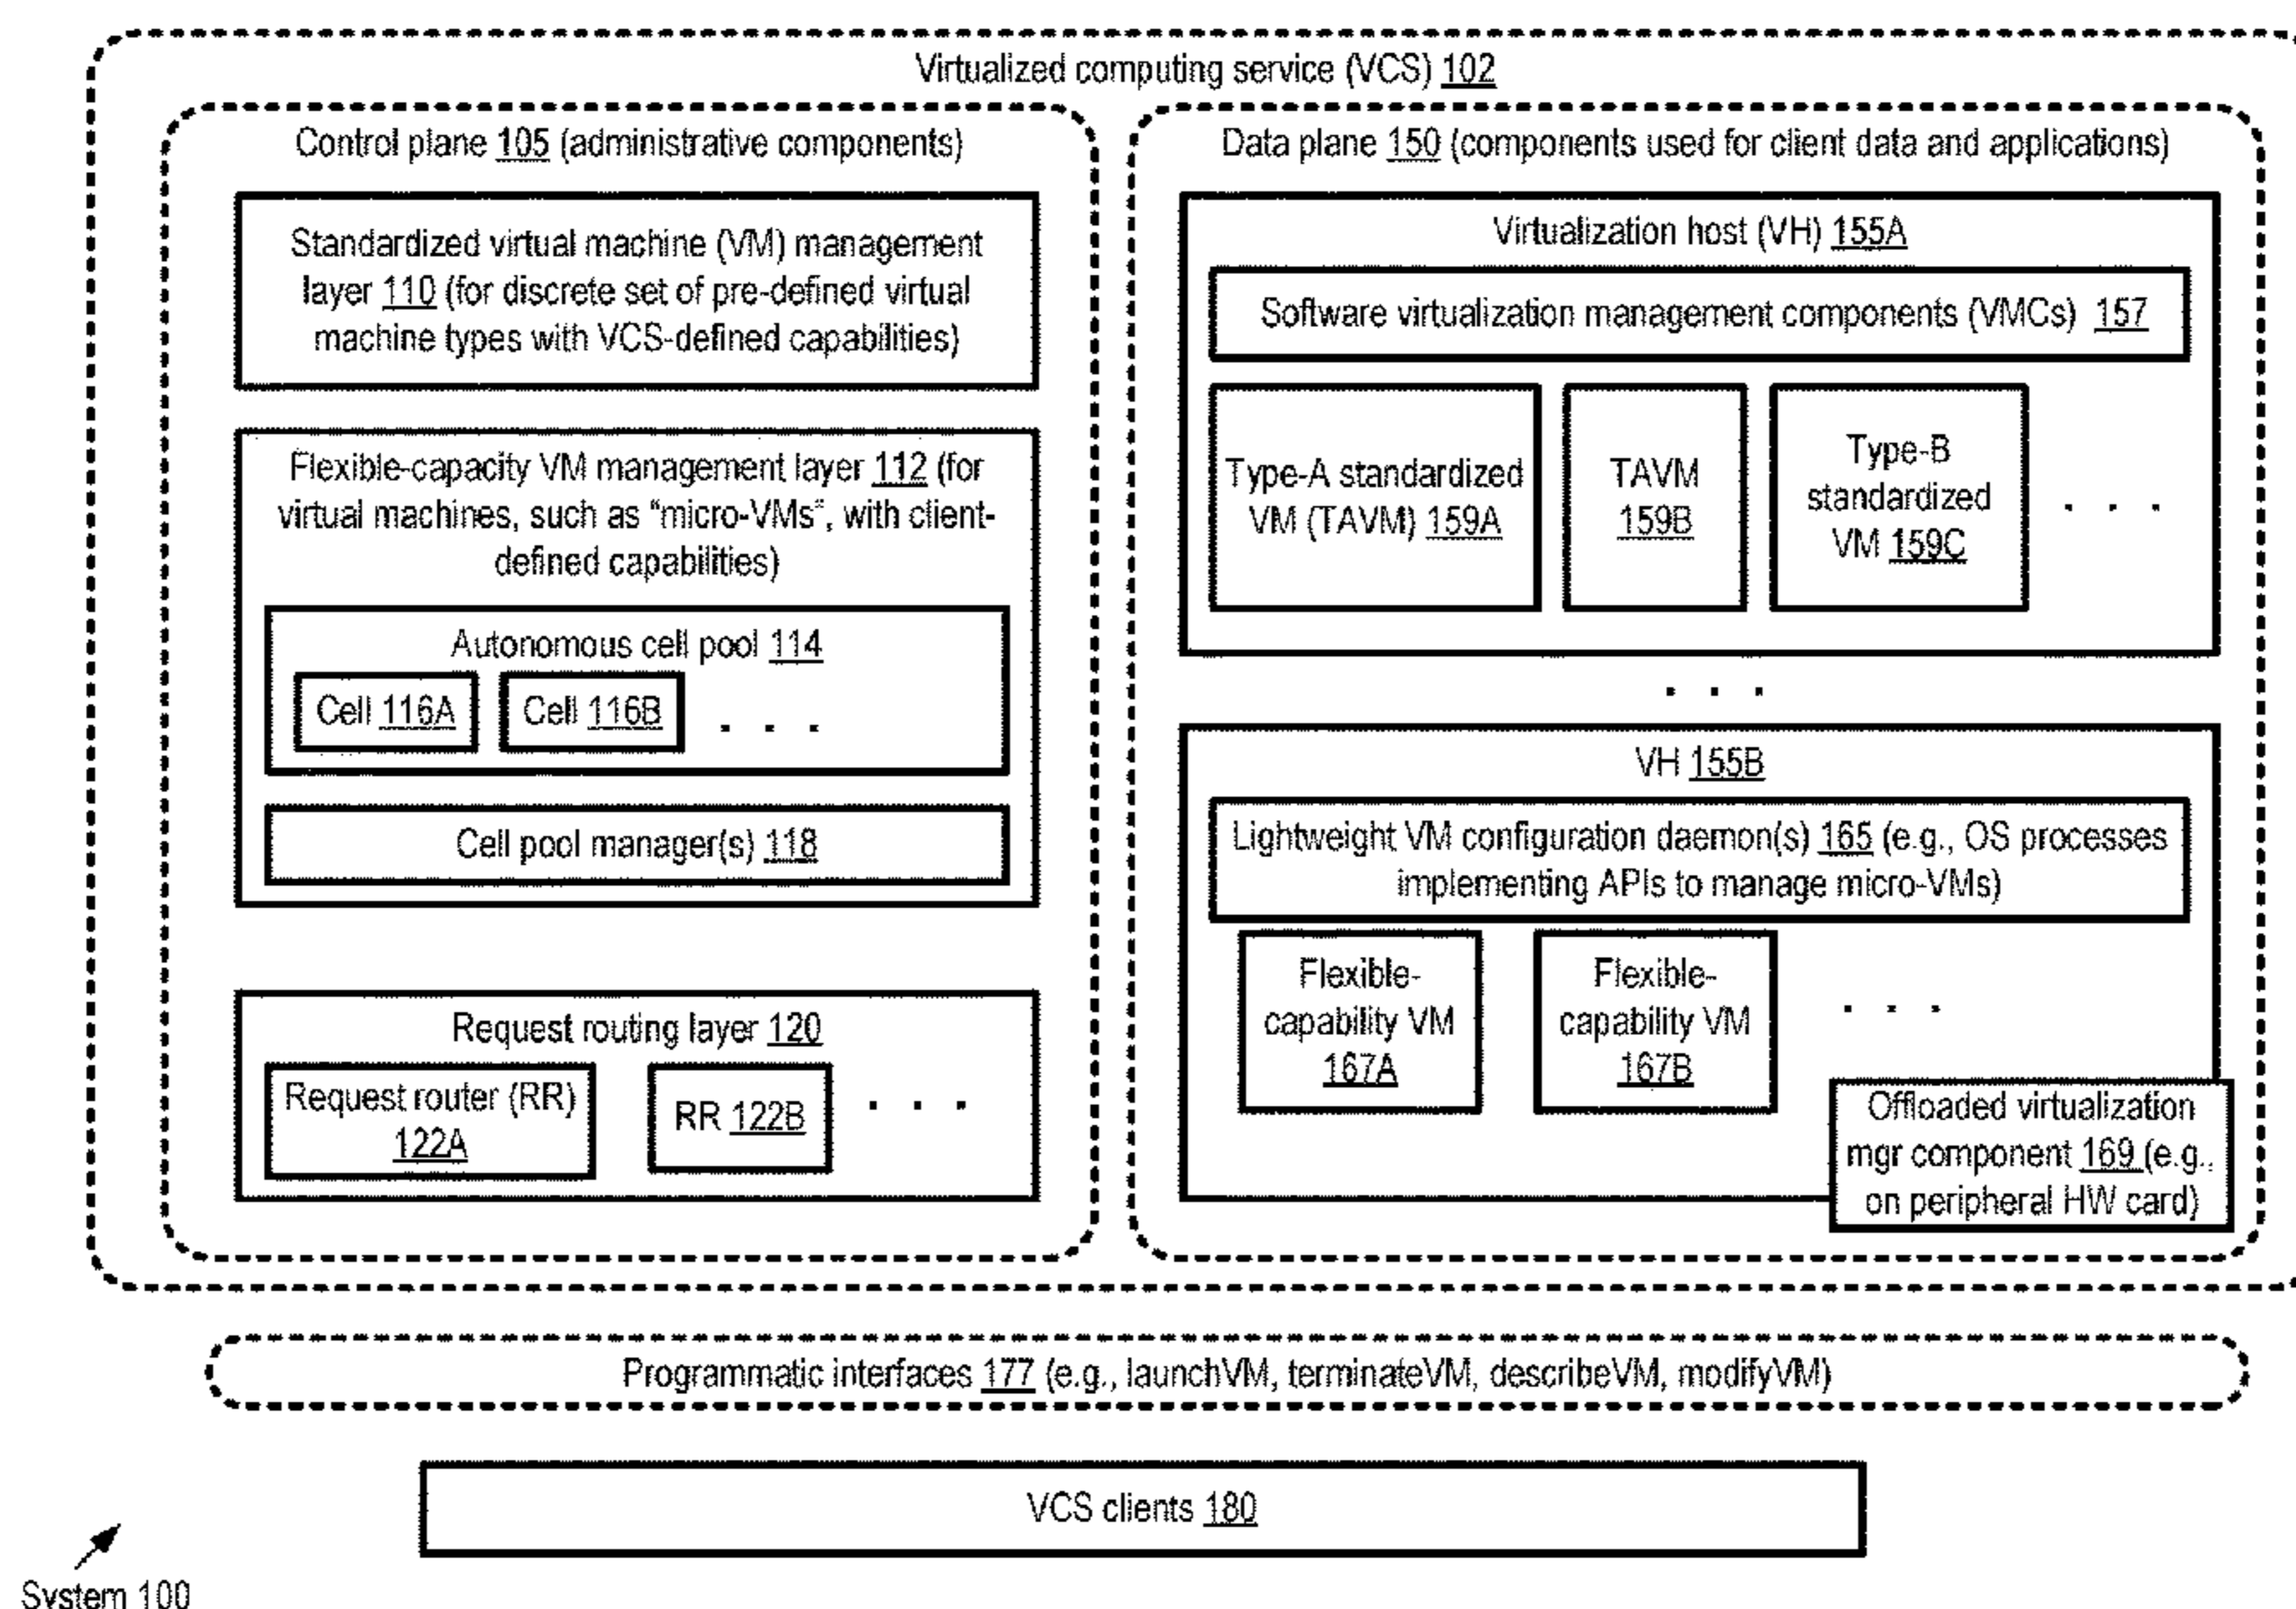 Virtualized computing service (VCS) 102
Control plane 105 (administrative components)
Standardized virtual machine (VM) management
layer 110 (for discrete set of pre-defined virtual
machine types with VCS-defined capabilities)
Flexible-capacity VM management layer 112 (for
virtual machines, such as “micro-VMs”, with client-
defined capabilities)
Autonomous cell pool 114
Cell 116A
Cell 116B
. . .
Cell pool manager(s) 118
Request routing layer 120
Request router (RR)
122A
RR 122B
. . .
Data plane 150 (components used for client data and applications)
Virtualization host (VH) 155A
Software virtualization management components (VMCs) 157
Type-A standardized
VM (TAVM) 159A
TAVM
159B
Type-B
standardized
VM 159C
. . .
. . .
VH 155B
Lightweight VM configuration daemon(s) 165 (e.g., OS processes
implementing APIs to manage micro-VMs)
Flexible-
capability VM
167A
Flexible-
capability VM
167B
. . .
Offloaded virtualization
mgr component 169 (e.g.,
on peripheral HW card)
Programmatic interfaces 177 (e.g., launchVM, terminateVM, describeVM, modifyVM)
VCS clients 180
System 100